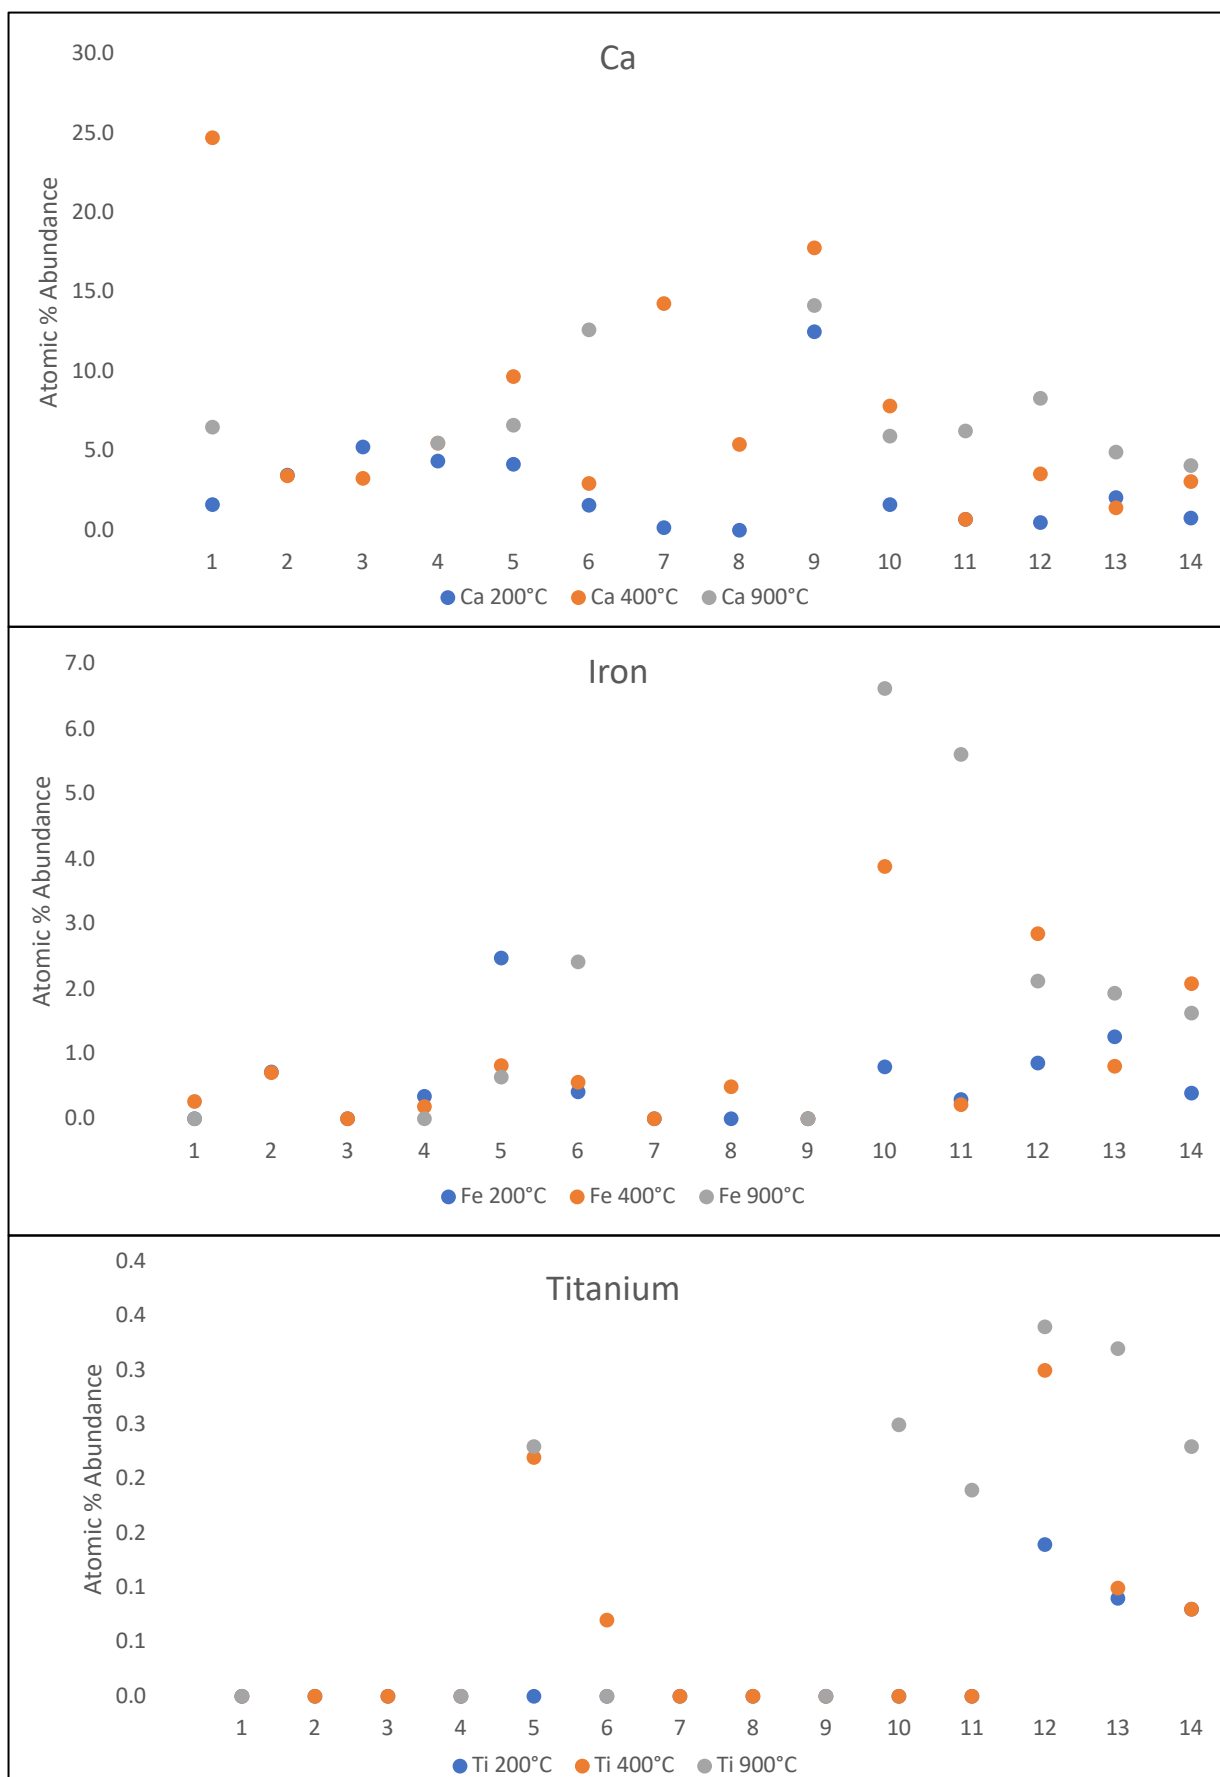 Ca
Atomic % Abundance
30.0
25.0
20.0
15.0
10.0
5.0
0.0
1 2 3 4 5 6 7 8 9 10 11 12 13 14
Ca 200°C Ca 400°C Ca 900°C
Iron
Atomic % Abundance
7.0
6.0
5.0
4.0
3.0
2.0
1.0
0.0
1 2 3 4 5 6 7 8 9 10 11 12 13 14
Fe 200°C Fe 400°C Fe 900°C
Titanium
Atomic % Abundance
0.4
0.4
0.3
0.3
0.2
0.2
0.1
0.1
0.0
1 2 3 4 5 6 7 8 9 10 11 12 13 14
Ti 200°C Ti 400°C Ti 900°C